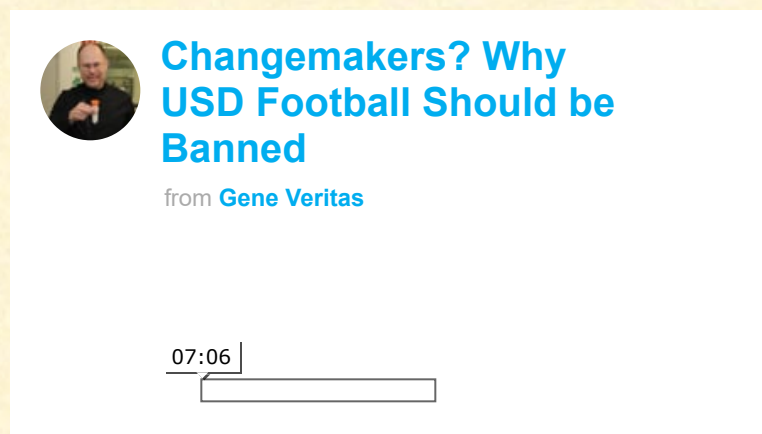 Changemakers? Why
USD Football Should be
Banned
from Gene Veritas
07:06